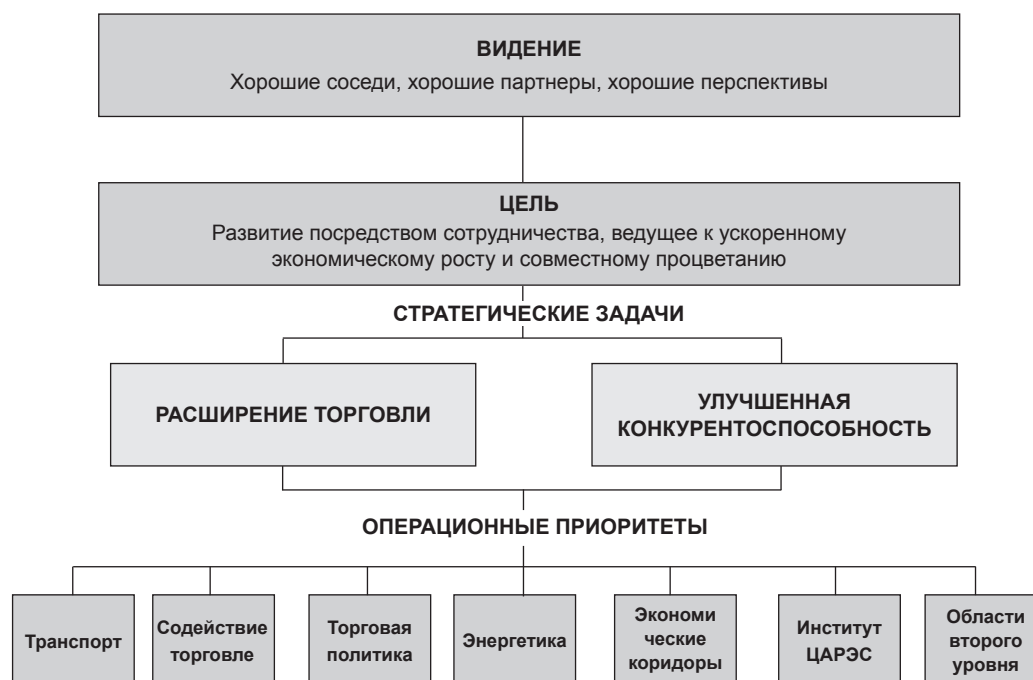 ВИДЕНИЕ
Хорошие соседи, хорошие партнеры, хорошие перспективы
ЦЕЛЬ
Развитие посредством сотрудничества, ведущее к ускоренному
экономическому росту и совместному процветанию
СТРАТЕГИЧЕСКИЕ ЗАДАЧИ
РАСШИРЕНИЕ ТОРГОВЛИ
УЛУЧШЕННАЯ
КОНКУРЕНТОСПОСОБНОСТЬ
ОПЕРАЦИОННЫЕ ПРИОРИТЕТЫ
Транспорт
Содействие
торговле
Торговая
политика
Энергетика
Экономи
ческие
коридоры
Институт
ЦАРЭС
Области
второго
уровня